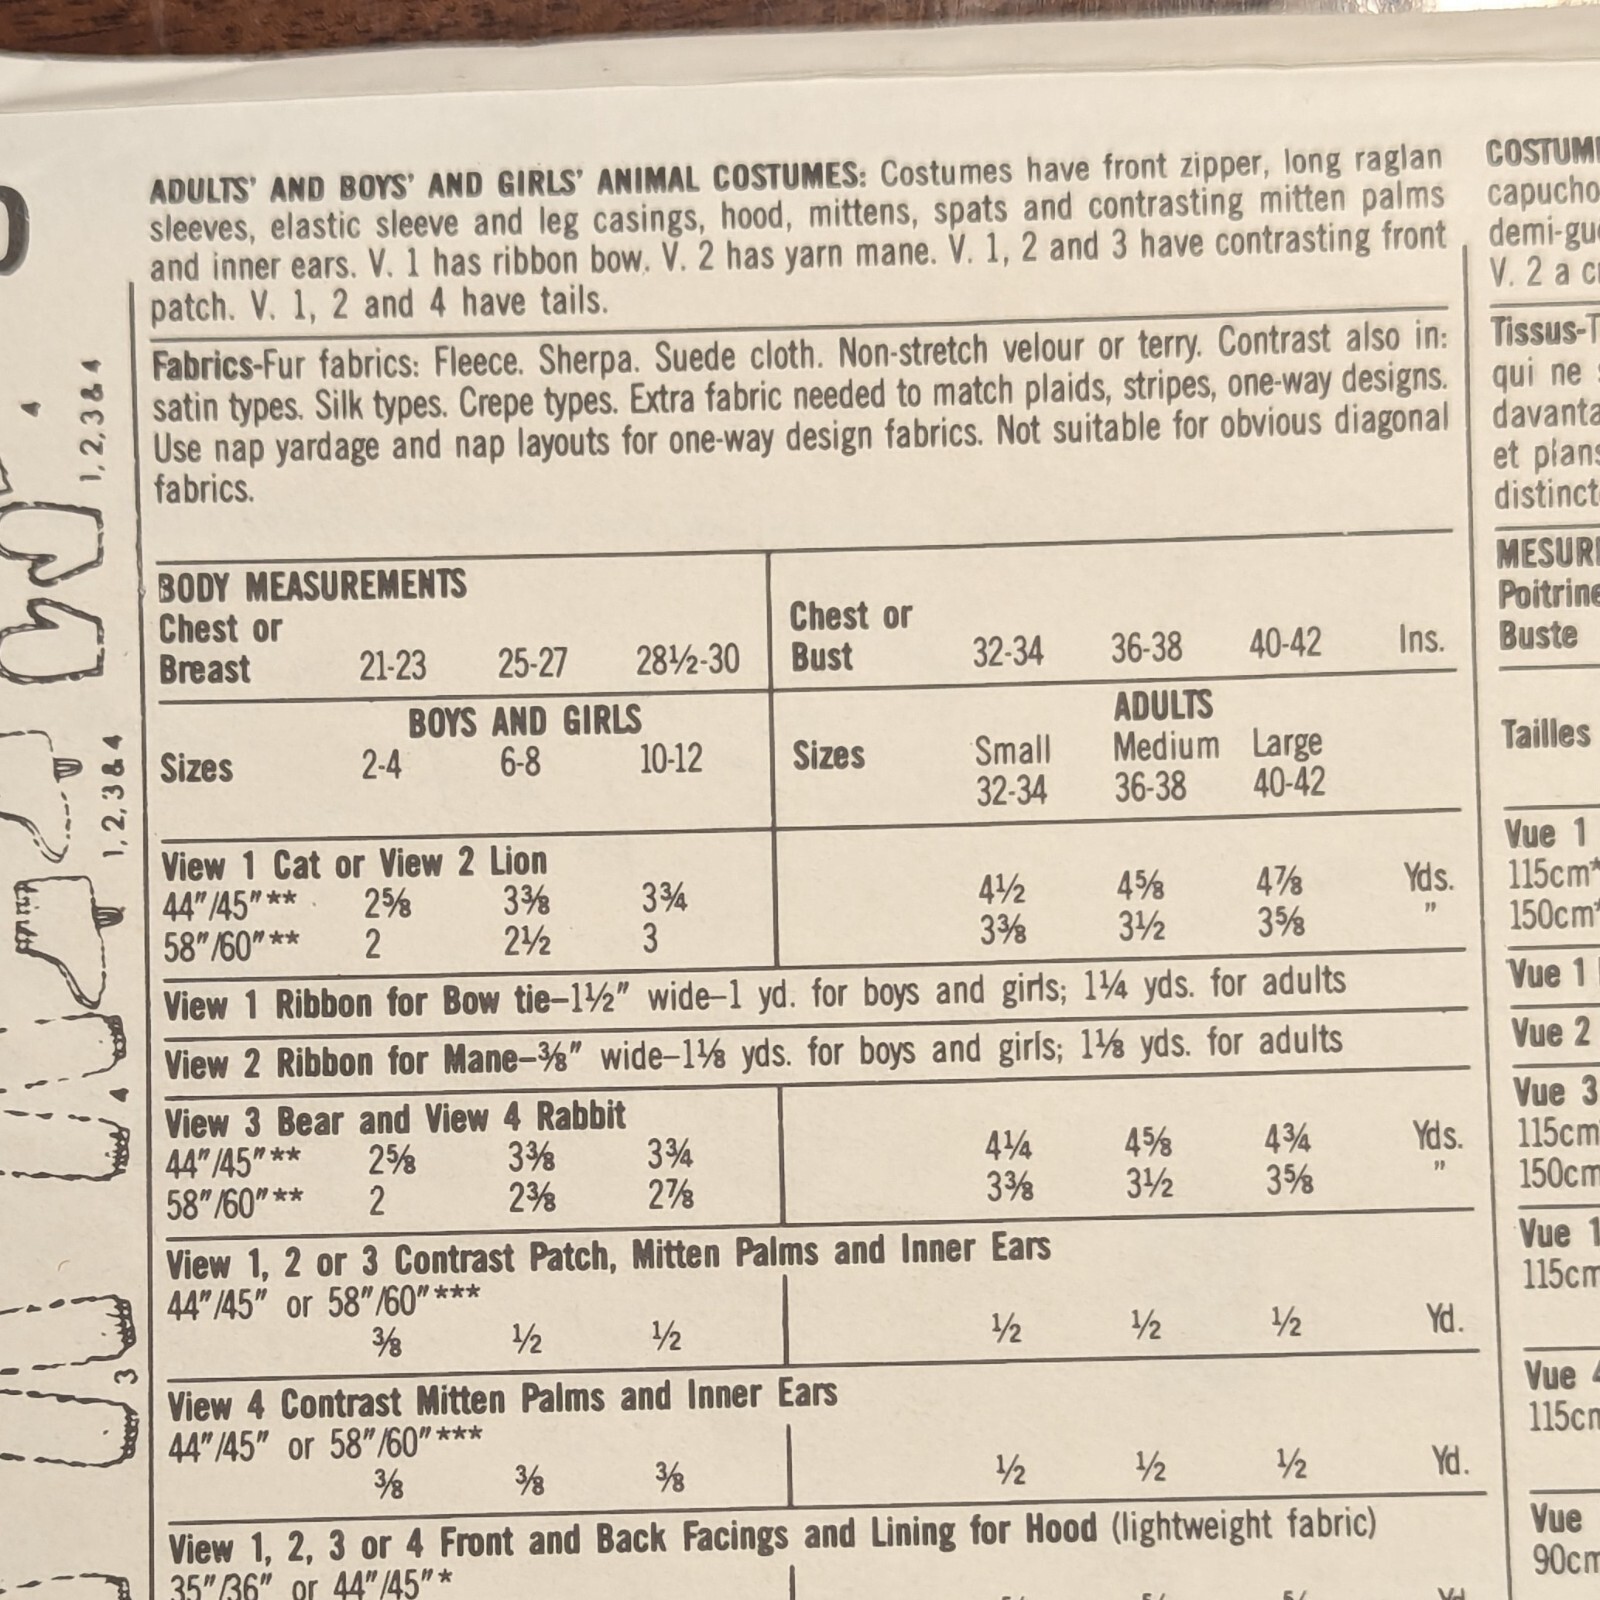 ADULTS' AND BOYS' AND GIRLS' ANIMAL COSTUMES: Costumes have front zipper, long raglan
sleeves, elastic sleeve and leg casings, hood, mittens, spats and contrasting mitten palms
and inner ears. V. 1 has ribbon bow. V. 2 has yarn mane. V. 1, 2 and 3 have contrasting front
patch. V. 1, 2 and 4 have tails.
Fabrics-Fur fabrics: Fleece. Sherpa. Suede cloth. Non-stretch velour or terry. Contrast also in:
satin types. Silk types. Crepe types. Extra fabric needed to match plaids, stripes, one-way designs.
Use nap yardage and nap layouts for one-way design fabrics. Not suitable for obvious diagonal
fabrics.
BODY MEASUREMENTS
Chest or
Breast 21-23 25-27 28½-30
Chest or
Bust 32-34 36-38 40-42 Ins.
BOYS AND GIRLS
Sizes 2-4 6-8 10-12
ADULTS
Sizes Small Medium Large
32-34 36-38 40-42
View 1 Cat or View 2 Lion
44"/45"** 2⅝ 3⅜ 3¾ 4½ 4⅝ 4⅞ Yds.
58"/60"** 2 2½ 3 3⅜ 3½ 3⅝ "
View 1 Ribbon for Bow tie–1½" wide–1 yd. for boys and girls; 1¼ yds. for adults
View 2 Ribbon for Mane–⅜" wide–1⅛ yds. for boys and girls; 1⅛ yds. for adults
View 3 Bear and View 4 Rabbit
44"/45"** 2⅝ 3⅜ 3¾ 4¼ 4⅝ 4¾ Yds.
58"/60"** 2 2⅜ 2⅞ 3⅜ 3½ 3⅝ "
View 1, 2 or 3 Contrast Patch, Mitten Palms and Inner Ears
44"/45" or 58"/60"***
⅜ ½ ½ ½ ½ ½ Yd.
View 4 Contrast Mitten Palms and Inner Ears
44"/45" or 58"/60"***
⅜ ⅜ ⅜ ½ ½ ½ Yd.
View 1, 2, 3 or 4 Front and Back Facings and Lining for Hood (lightweight fabric)
35"/36" or 44"/45"*
V. 2 a
Tissus-
qui ne
et
MESUR
Poitrine
Buste
Tailles
Vue 1
115cm*
150cm*
Vue 1
Vue 2
Vue 3
115cm
150cm
Vue 1
115cm
Vue 4
115cm
Vue
90cm
4
1, 2, 3 & 4
1, 2, 3 & 4
4
3